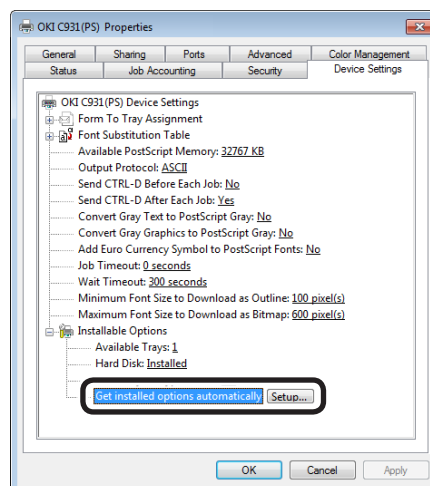 OKI C931(PS) Properties
General Sharing Ports Advanced Color Management
Status Job Accounting Security Device Settings
OKI C931(PS) Device Settings
Form To Tray Assignment
Font Substitution Table
Available PostScript Memory: 32767 KB
Output Protocol: ASCII
Send CTRL-D Before Each Job: No
Send CTRL-D After Each Job: Yes
Convert Gray Text to PostScript Gray: No
Convert Gray Graphics to PostScript Gray: No
Add Euro Currency Symbol to PostScript Fonts: No
Job Timeout: 0 seconds
Wait Timeout: 300 seconds
Minimum Font Size to Download as Outline: 100 pixel(s)
Maximum Font Size to Download as Bitmap: 600 pixel(s)
Installable Options
Available Trays: 1
Hard Disk: Installed
Get installed options automatically Setup...
OK Cancel Apply